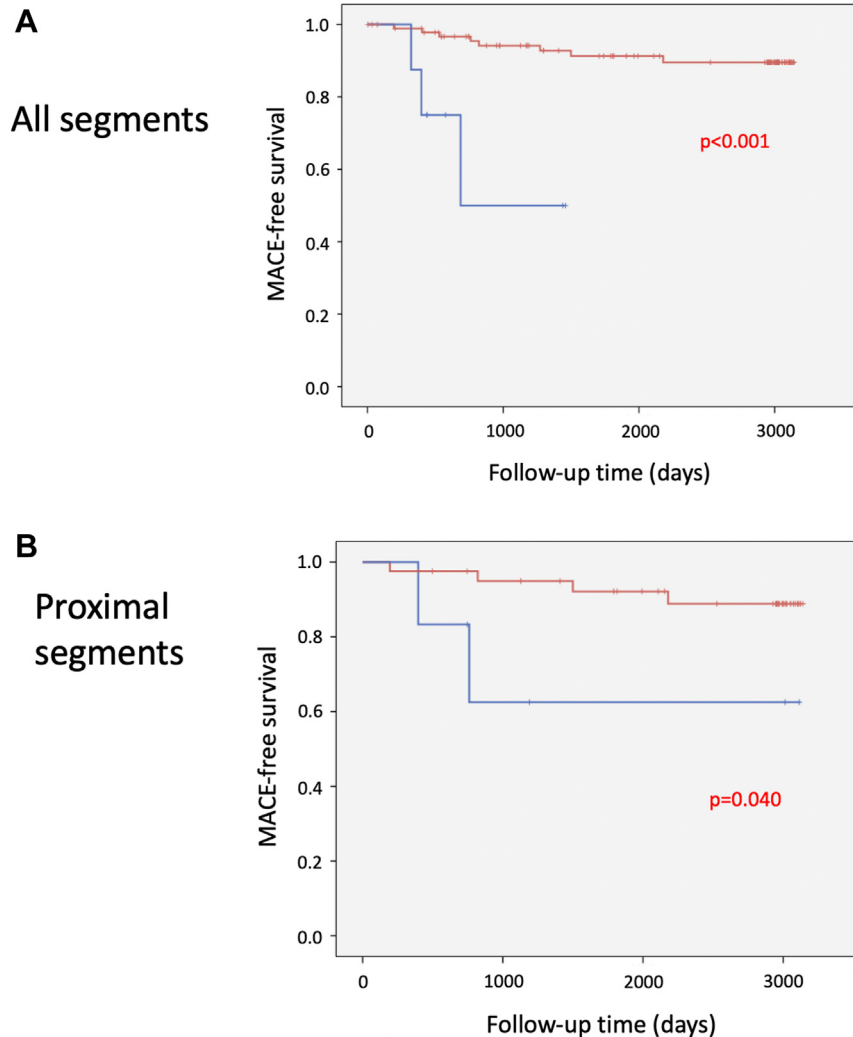 A
All segments
MACE-free survival
1.0
0.8
0.6
0.4
0.2
0.0
p<0.001
0 1000 2000 3000
Follow-up time (days)
B
Proximal
segments
MACE-free survival
1.0
0.8
0.6
0.4
0.2
0.0
p=0.040
0 1000 2000 3000
Follow-up time (days)